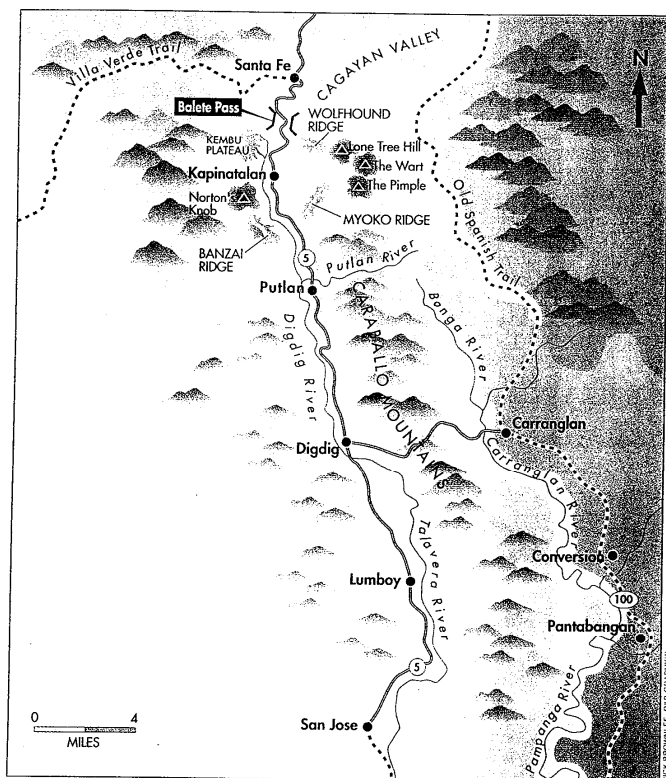 Villa Verde Trail
Santa Fe
CAGAYAN VALLEY
N
Balete Pass
WOLFHOUND
RIDGE
KEMBU
PLATEAU
Lone Tree Hill
The Wart
Kapinatalan
The Pimple
Norton's
Knob
MYOKO RIDGE
Old Spanish Trail
BANZAI
RIDGE
5
Putlan River
Putlan
Bonga River
CARABALLO MOUNTAINS
Digdig River
Carranglan
Digdig
Carranglan River
Talavera River
Conversion
Lumboy
100
Pantabangan
5
Pampanga River
0 4
MILES
San Jose